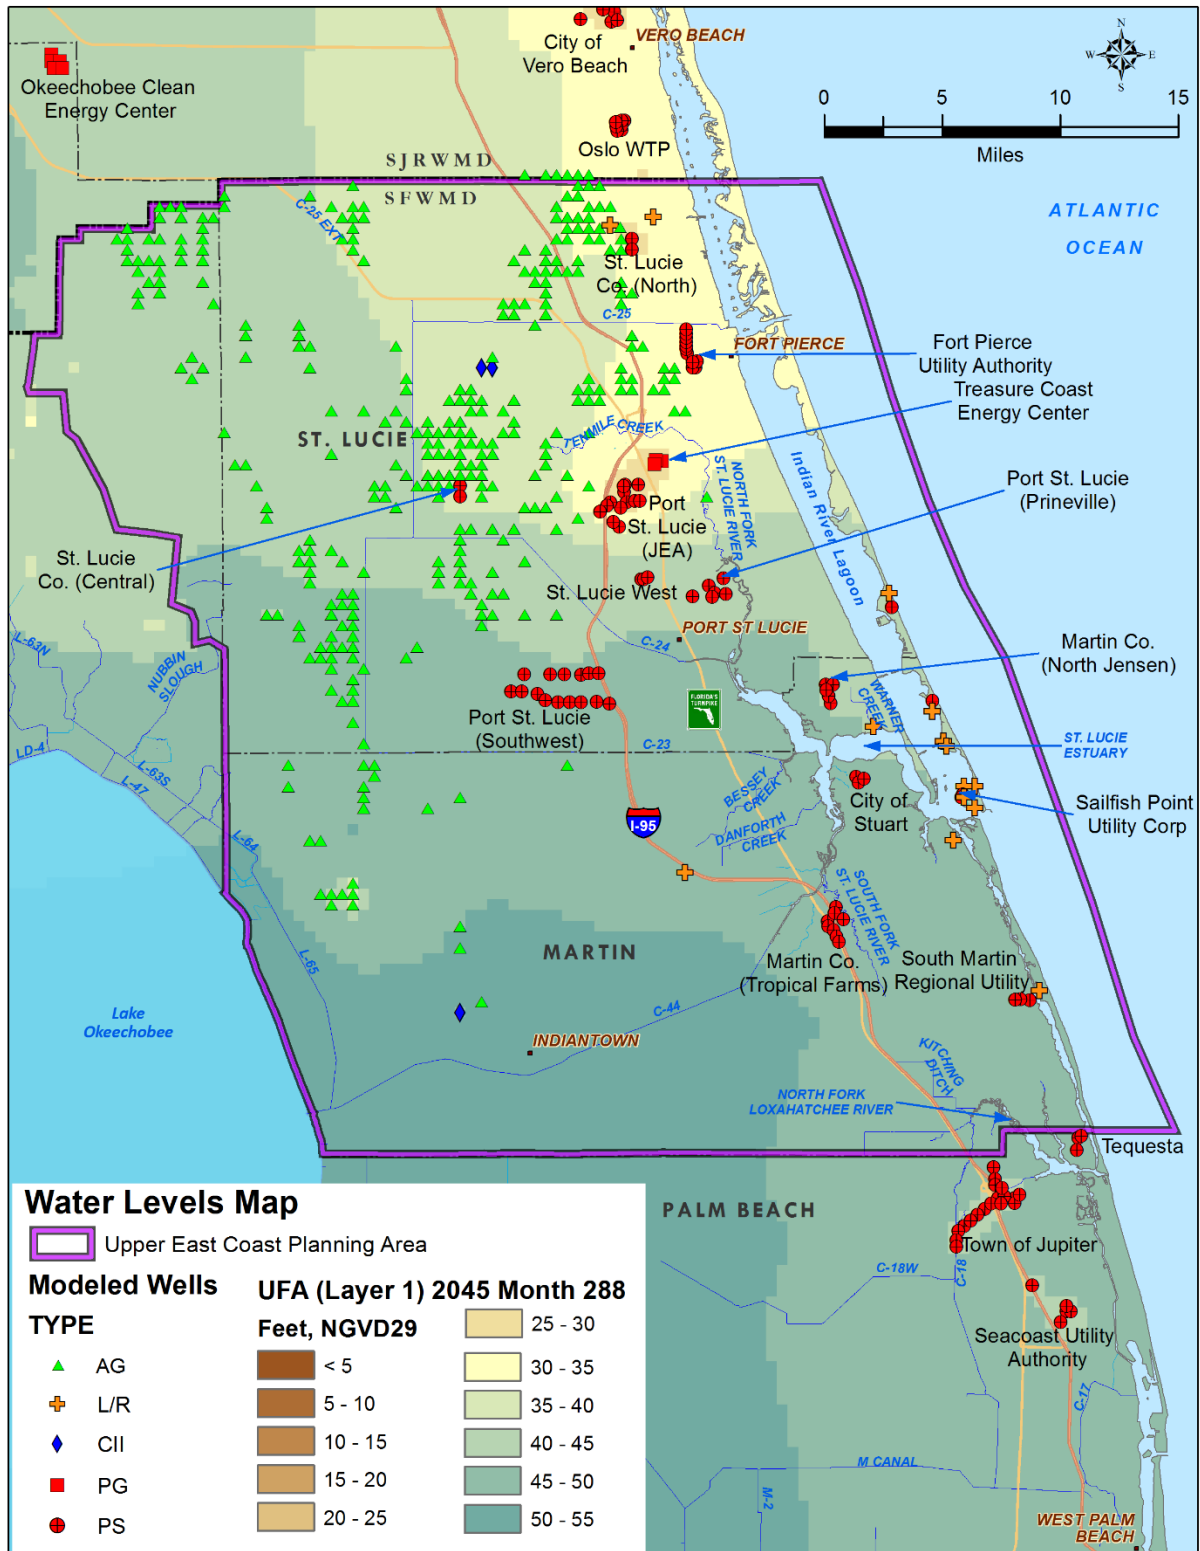 VERO BEACH
City of
Vero Beach
N
W
E
S
Okeechobee Clean
Energy Center
0
5
10
15
Miles
Oslo WTP
SJRWMD
SFWMD
C-25 EXT
ATLANTIC
OCEAN
St. Lucie
Co. (North)
C-25
FORT PIERCE
Fort Pierce
Utility Authority
Treasure Coast
Energy Center
ST. LUCIE
TENMILE CREEK
NORTH FORK
ST. LUCIE RIVER
Indian River Lagoon
Port St. Lucie
(Prineville)
Port
St. Lucie
(JEA)
St. Lucie
Co. (Central)
St. Lucie West
PORT ST LUCIE
C-24
L-63N
NUBBIN
SLOUGH
Martin Co.
(North Jensen)
WARNER
CREEK
FLORIDA'S
TURNPIKE
Port St. Lucie
(Southwest)
C-23
ST. LUCIE
ESTUARY
LD-4
L-63S
L-47
BESSEY
CREEK
City of
Stuart
Sailfish Point
Utility Corp
I-95
DANFORTH
CREEK
L-64
SOUTH FORK
ST. LUCIE RIVER
MARTIN
Martin Co.
(Tropical Farms)
South Martin
Regional Utility
L-65
C-44
Lake
Okeechobee
INDIANTOWN
KITCHING
DITCH
NORTH FORK
LOXAHATCHEE RIVER
Tequesta
PALM BEACH
Town of Jupiter
C-18W
C-18
Seacoast Utility
Authority
C-17
M CANAL
M-2
WEST PALM
BEACH
Water Levels Map
Upper East Coast Planning Area
Modeled Wells
TYPE
AG
L/R
CII
PG
PS
UFA (Layer 1) 2045 Month 288
Feet, NGVD29
< 5
5 - 10
10 - 15
15 - 20
20 - 25
25 - 30
30 - 35
35 - 40
40 - 45
45 - 50
50 - 55